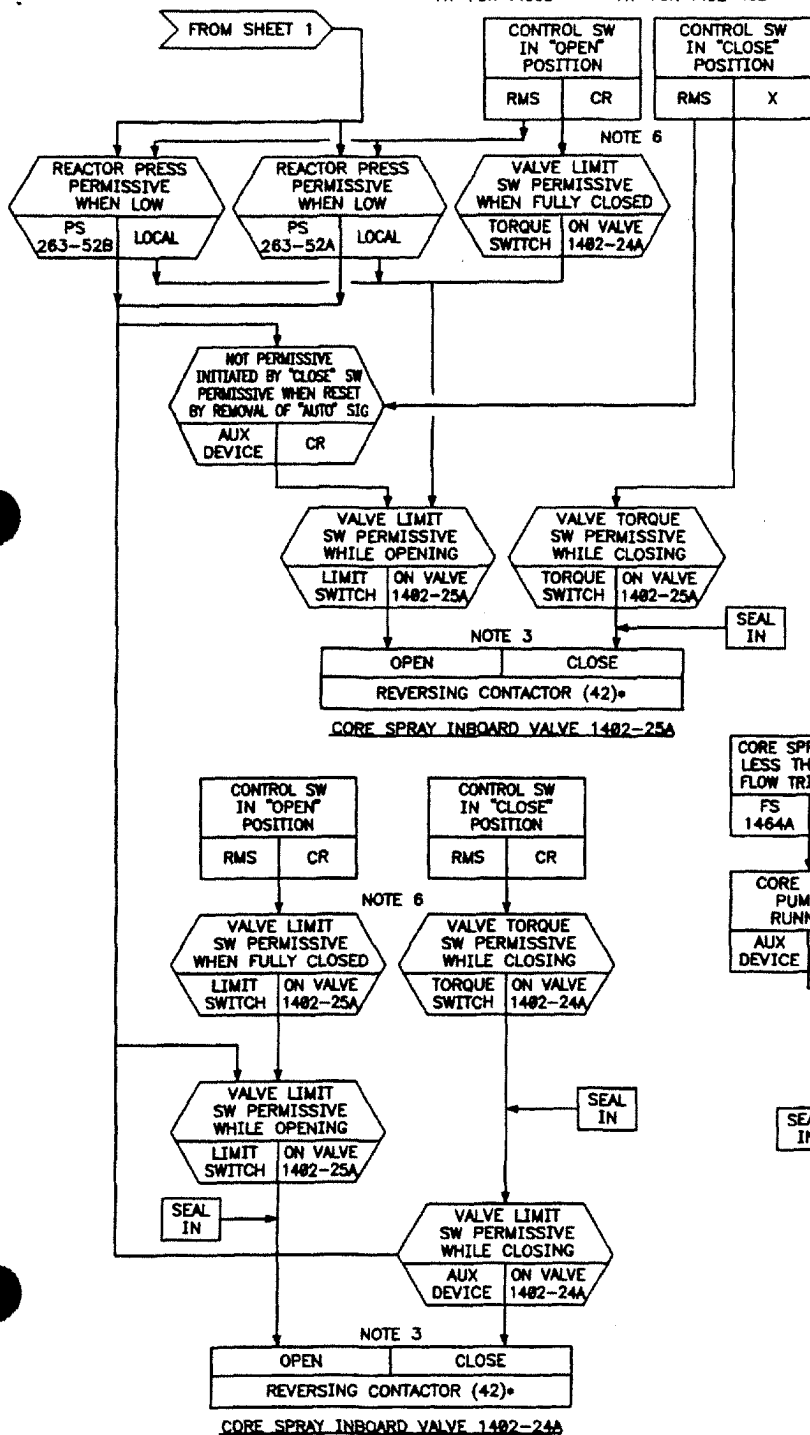 FROM SHEET 1
CONTROL SW
IN "OPEN"
POSITION
RMS CR
CONTROL SW
IN "CLOSE"
POSITION
RMS X
NOTE 6
REACTOR PRESS
PERMISSIVE
WHEN LOW
PS
263-52B
LOCAL
REACTOR PRESS
PERMISSIVE
WHEN LOW
PS
263-52A
LOCAL
VALVE LIMIT
SW PERMISSIVE
WHEN FULLY CLOSED
TORQUE
SWITCH
ON VALVE
1402-24A
NOT PERMISSIVE
INITIATED BY "CLOSE" SW
PERMISSIVE WHEN RESET
BY REMOVAL OF "AUTO" SIG
AUX
DEVICE
CR
VALVE LIMIT
SW PERMISSIVE
WHILE OPENING
LIMIT
SWITCH
ON VALVE
1402-25A
VALVE TORQUE
SW PERMISSIVE
WHILE CLOSING
TORQUE
SWITCH
ON VALVE
1402-25A
SEAL
IN
NOTE 3
OPEN CLOSE
REVERSING CONTACTOR (42)*
CORE SPRAY INBOARD VALVE 1402-25A
CONTROL SW
IN "OPEN"
POSITION
RMS CR
CONTROL SW
IN "CLOSE"
POSITION
RMS CR
CORE SPR
LESS TH
FLOW TRI
FS
1464A
CORE
PUM
RUNN
AUX
DEVICE
NOTE 6
VALVE LIMIT
SW PERMISSIVE
WHEN FULLY CLOSED
LIMIT
SWITCH
ON VALVE
1402-25A
VALVE TORQUE
SW PERMISSIVE
WHILE CLOSING
TORQUE
SWITCH
ON VALVE
1402-24A
VALVE LIMIT
SW PERMISSIVE
WHILE OPENING
LIMIT
SWITCH
ON VALVE
1402-25A
SEAL
IN
SEA
IN
SEAL
IN
VALVE LIMIT
SW PERMISSIVE
WHILE CLOSING
AUX
DEVICE
ON VALVE
1402-24A
NOTE 3
OPEN CLOSE
REVERSING CONTACTOR (42)*
CORE SPRAY INBOARD VALVE 1402-24A